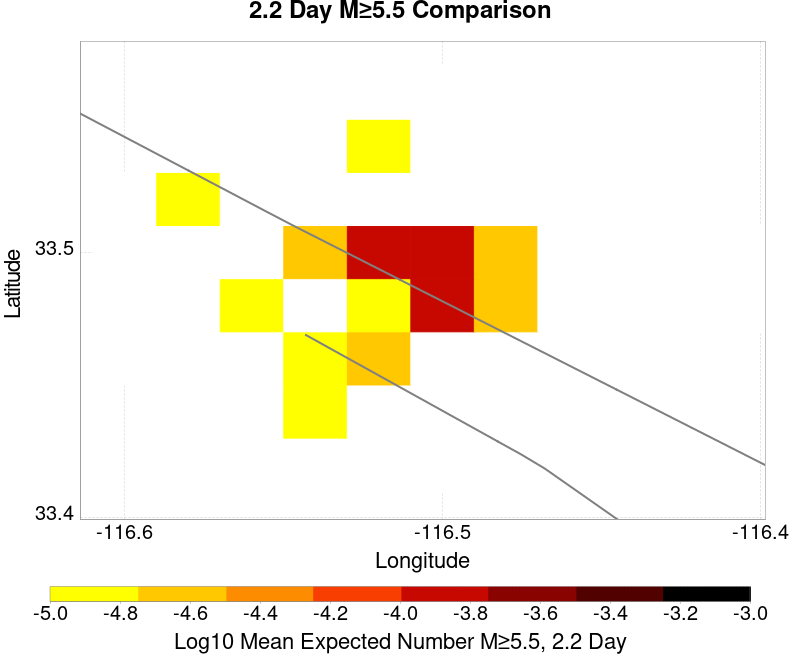 2.2 Day M≥5.5 Comparison
Latitude
33.5
33.4
-116.6 -116.5 -116.4
Longitude
-5.0 -4.8 -4.6 -4.4 -4.2 -4.0 -3.8 -3.6 -3.4 -3.2 -3.0
Log10 Mean Expected Number M≥5.5, 2.2 Day